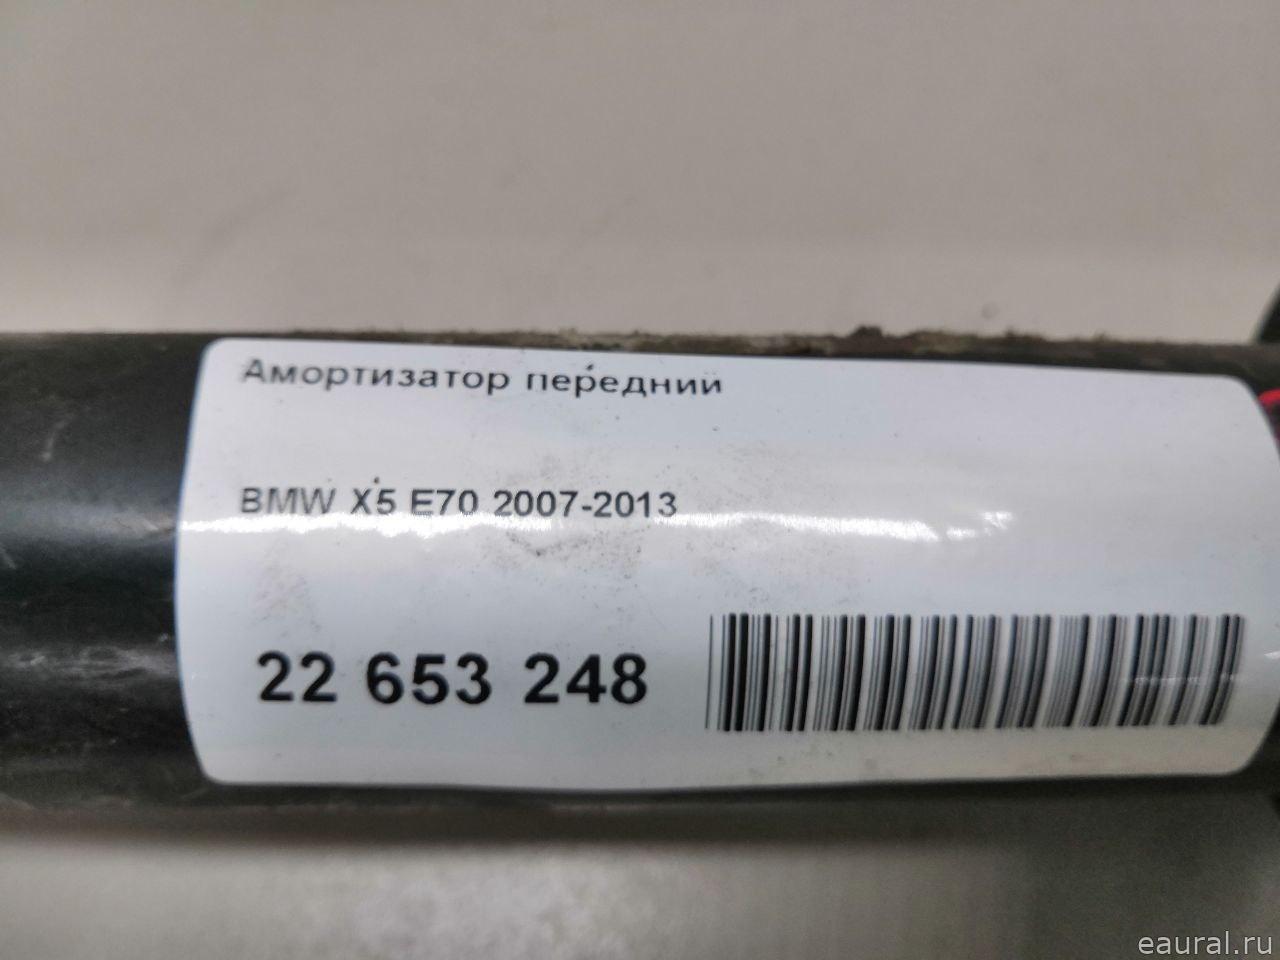 Амортизатор передний
BMW X5 E70 2007-2013
22 653 248
eaural.ru